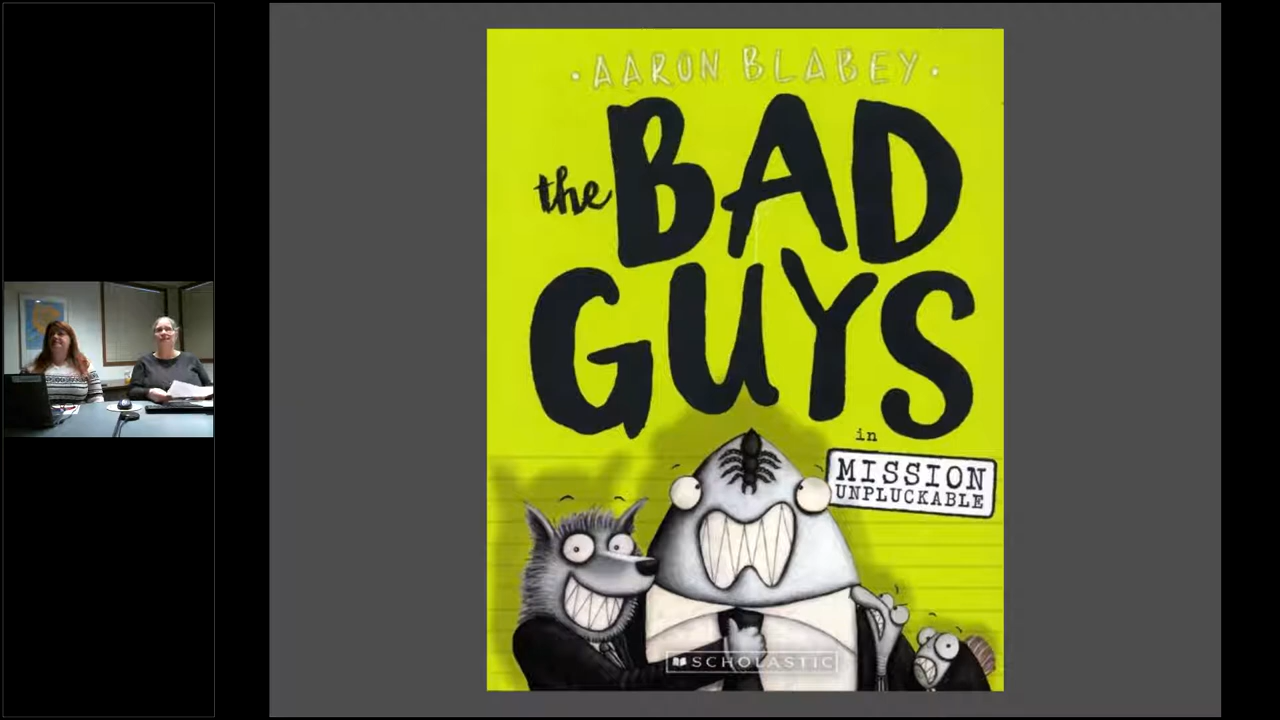 • AARON BLABEY •
the BAD
GUYS
in
MISSION
UNPLUCKABLE
SCHOLASTIC